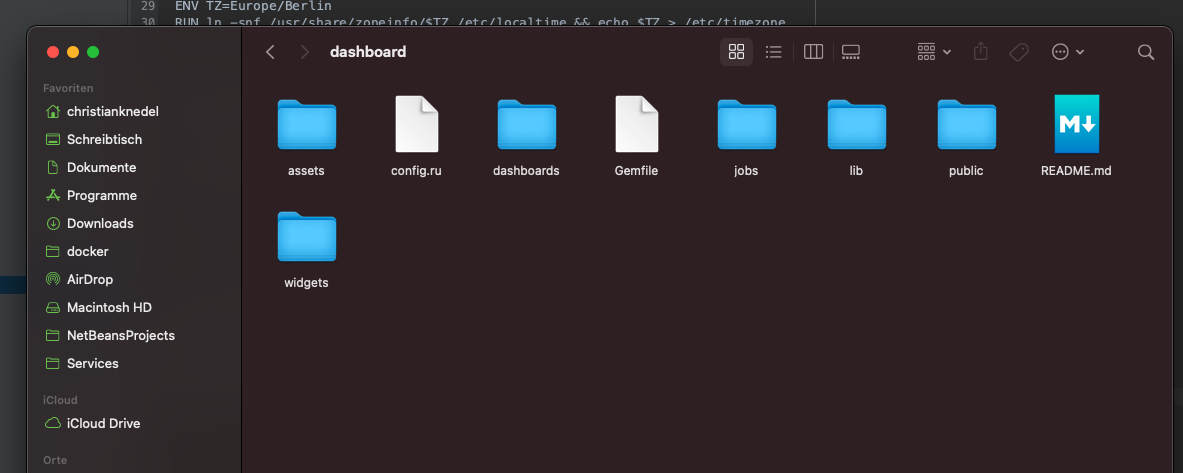 29 ENV TZ=Europe/Berlin
30 RUN ln -snf /usr/share/zoneinfo/$TZ /etc/localtime && echo $TZ > /etc/timezone
dashboard
Favoriten
christianknedel
Schreibtisch
Dokumente
Programme
Downloads
docker
AirDrop
Macintosh HD
NetBeansProjects
Services
iCloud
iCloud Drive
Orte
assets
config.ru
dashboards
Gemfile
jobs
lib
public
M
README.md
widgets